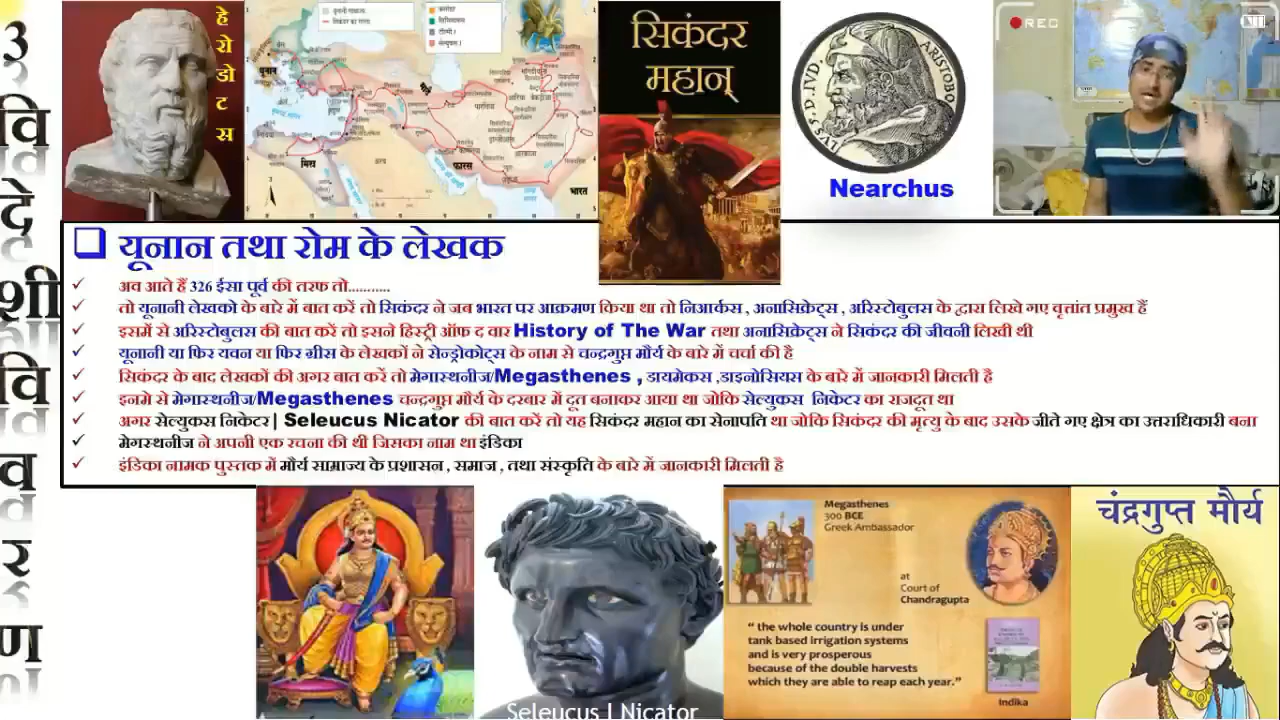 3
वि
दे
शी
वि
व
र
ण
हे
रो
डो
ट
स
यूनान
मिस्र
फारस
भारत
सिकंदर
महान्
ARISTOBO
Nearchus
REC
यूनान तथा रोम के लेखक
अब आते हैं 326 ईसा पूर्व की तरफ तो...........
तो यूनानी लेखको के बारे में बात करें तो सिकंदर ने जब भारत पर आक्रमण किया था तो निआर्कस , अनासिक्रेट्स , अरिस्टोबुलस के द्वारा लिखे गए वृत्तांत प्रमुख हैं
इसमें से अरिस्टोबुलस की बात करें तो इसने हिस्ट्री ऑफ द वार History of The War तथा अनासिक्रेट्स ने सिकंदर की जीवनी लिखी थी
यूनानी या फिर यवन या फिर ग्रीस के लेखकों ने सेन्ड्रोकोट्स के नाम से चन्द्रगुप्त मौर्य के बारे में चर्चा की है
सिकंदर के बाद लेखकों की अगर बात करें तो मेगास्थनीज/Megasthenes , डायमेकस ,डाइनोसियस के बारे में जानकारी मिलती है
इनमे से मेगास्थनीज/Megasthenes चन्द्रगुप्त मौर्य के दरबार में दूत बनाकर आया था जोकि सेल्युकस निकेटर का राजदूत था
अगर सेल्युकस निकेटर| Seleucus Nicator की बात करें तो यह सिकंदर महान का सेनापति था जोकि सिकंदर की मृत्यु के बाद उसके जीते गए क्षेत्र का उत्तराधिकारी बना
मेगस्थनीज ने अपनी एक रचना की थी जिसका नाम था इंडिका
इंडिका नामक पुस्तक में मौर्य साम्राज्य के प्रशासन , समाज , तथा संस्कृति के बारे में जानकारी मिलती है
Seleucus I Nicator
Megasthenes
300 BCE
Greek Ambassador
at
Court of
Chandragupta
“ the whole country is under
tank based irrigation systems
and is very prosperous
because of the double harvests
which they are able to reap each year.”
Indika
चंद्रगुप्त मौर्य